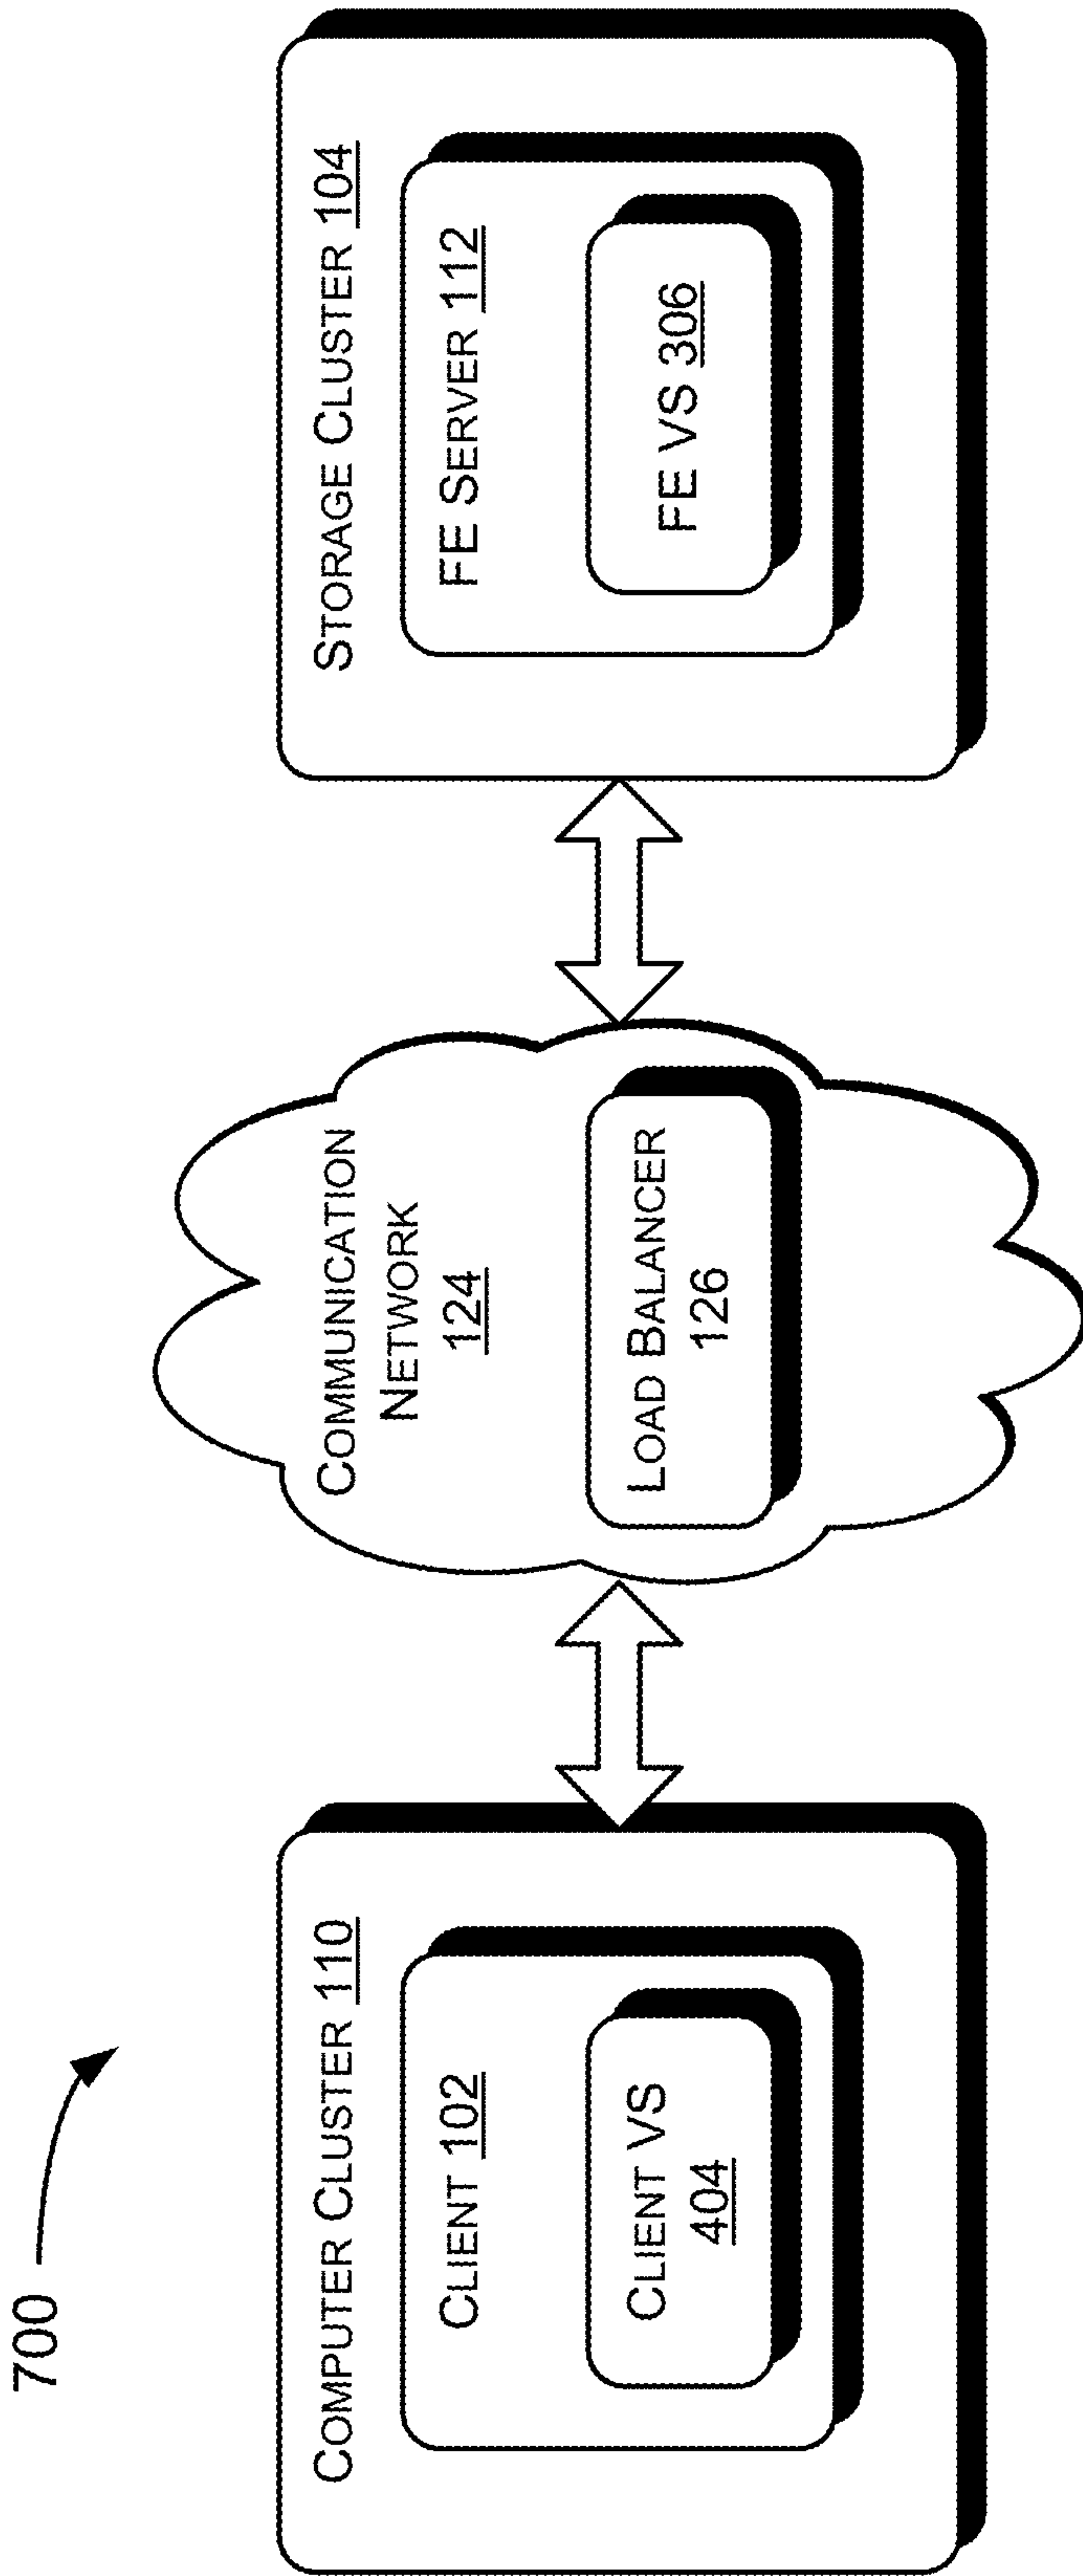 700
COMPUTER CLUSTER 110
CLIENT 102
CLIENT VS
404
COMMUNICATION
NETWORK
124
LOAD BALANCER
126
STORAGE CLUSTER 104
FE SERVER 112
FE VS 306